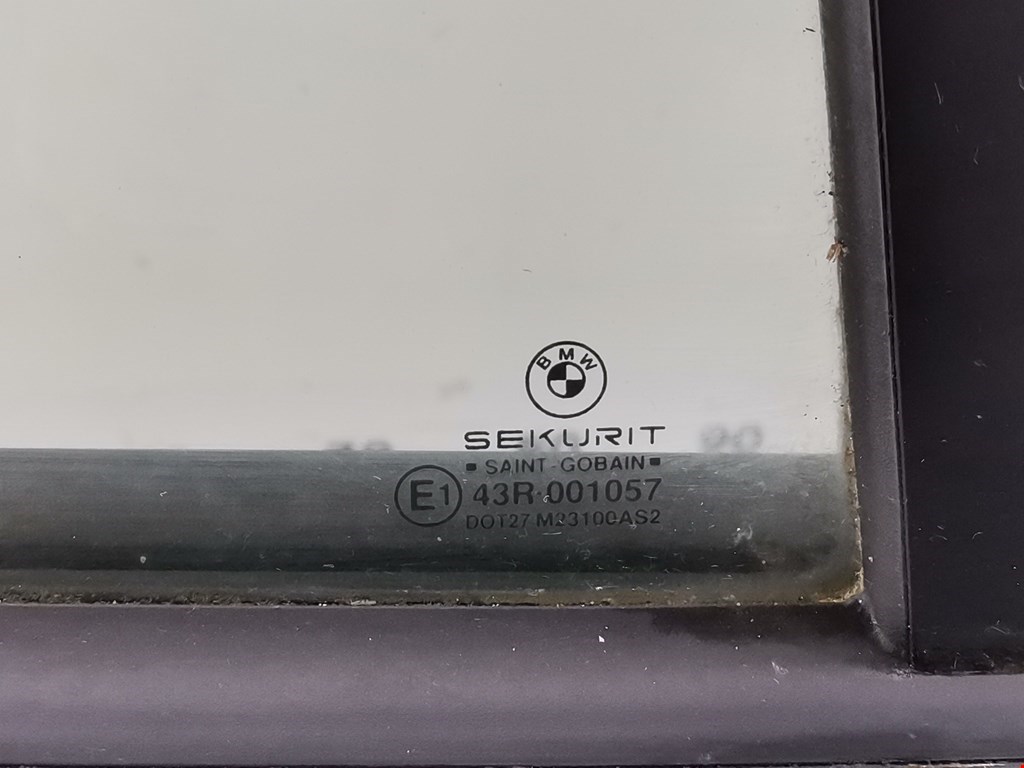 BMW
SEKURIT
SAINT-GOBAIN
E1 43R-001057
DOT27 M23100AS2